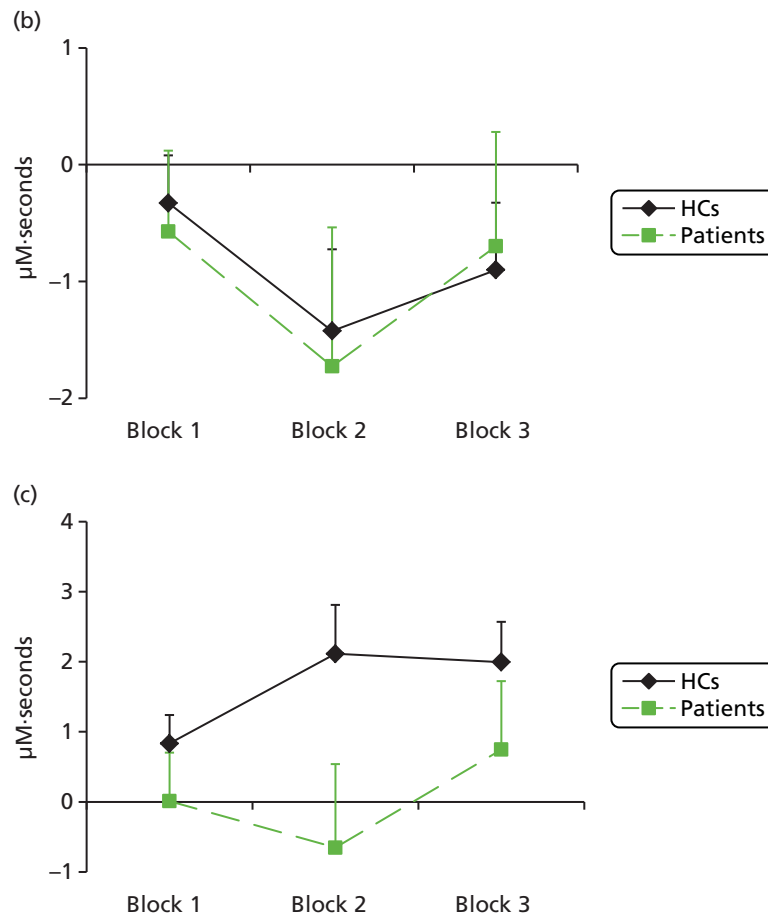 (b)
1
0
–1
–2
µM·seconds
Block 1 Block 2 Block 3
HCs
Patients
(c)
4
3
2
1
0
–1
µM·seconds
Block 1 Block 2 Block 3
HCs
Patients